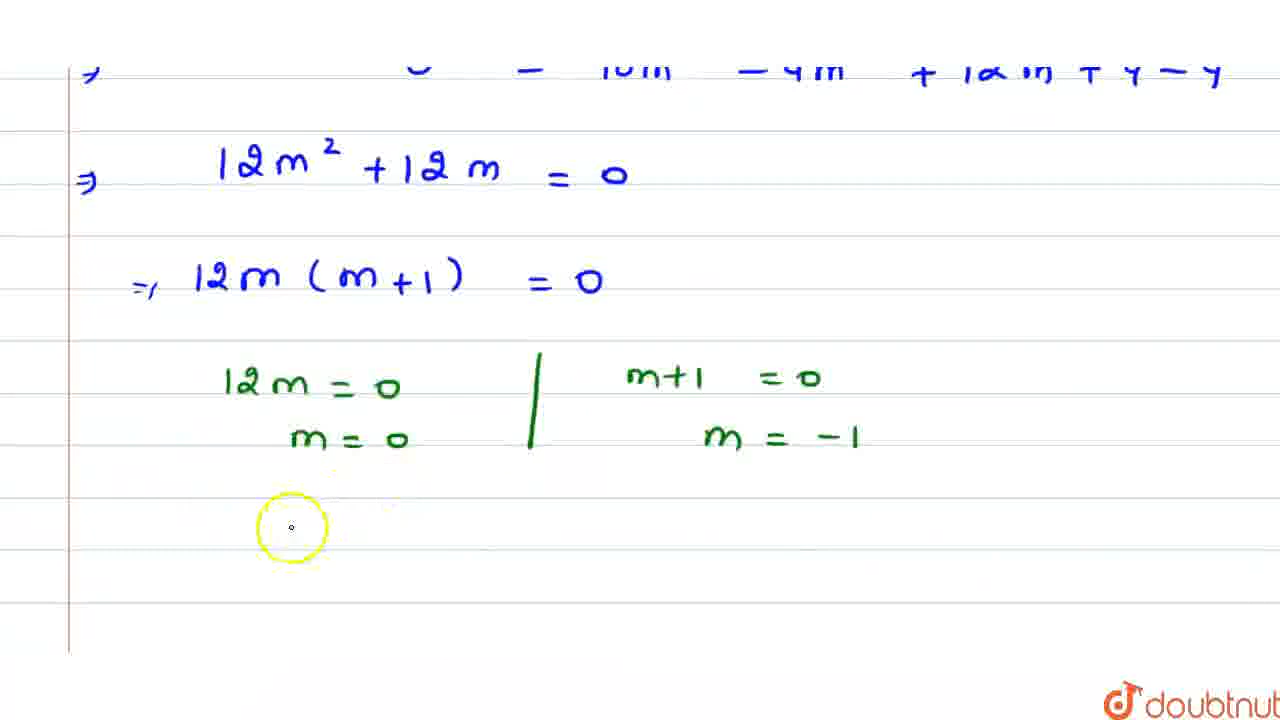 ⇒ 12m² + 12m = 0
⇒ 12m (m+1) = 0
12m = 0 | m+1 = 0
m = 0 | m = -1
doubtnut